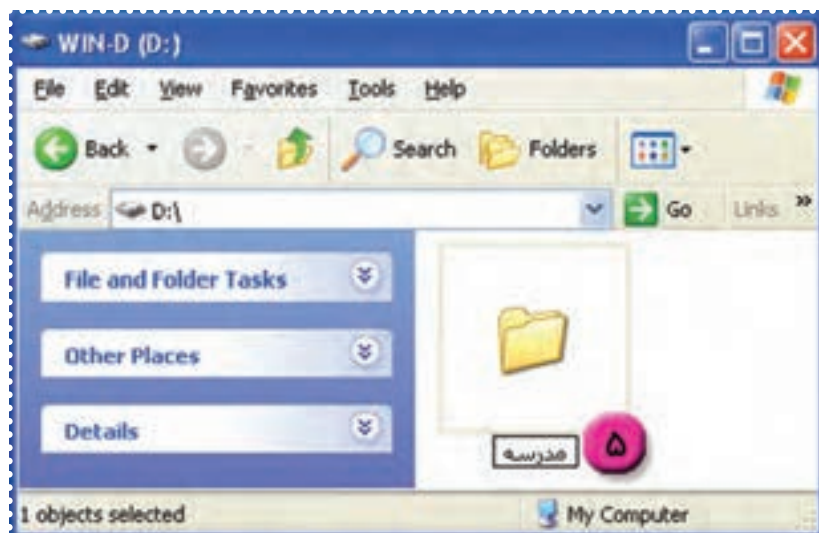 WIN-D (D:)
File Edit View Favorites Tools Help
Back Search Folders
Address D:\ Go Links »
File and Folder Tasks
Other Places
Details
مدرسه ۵
1 objects selected My Computer